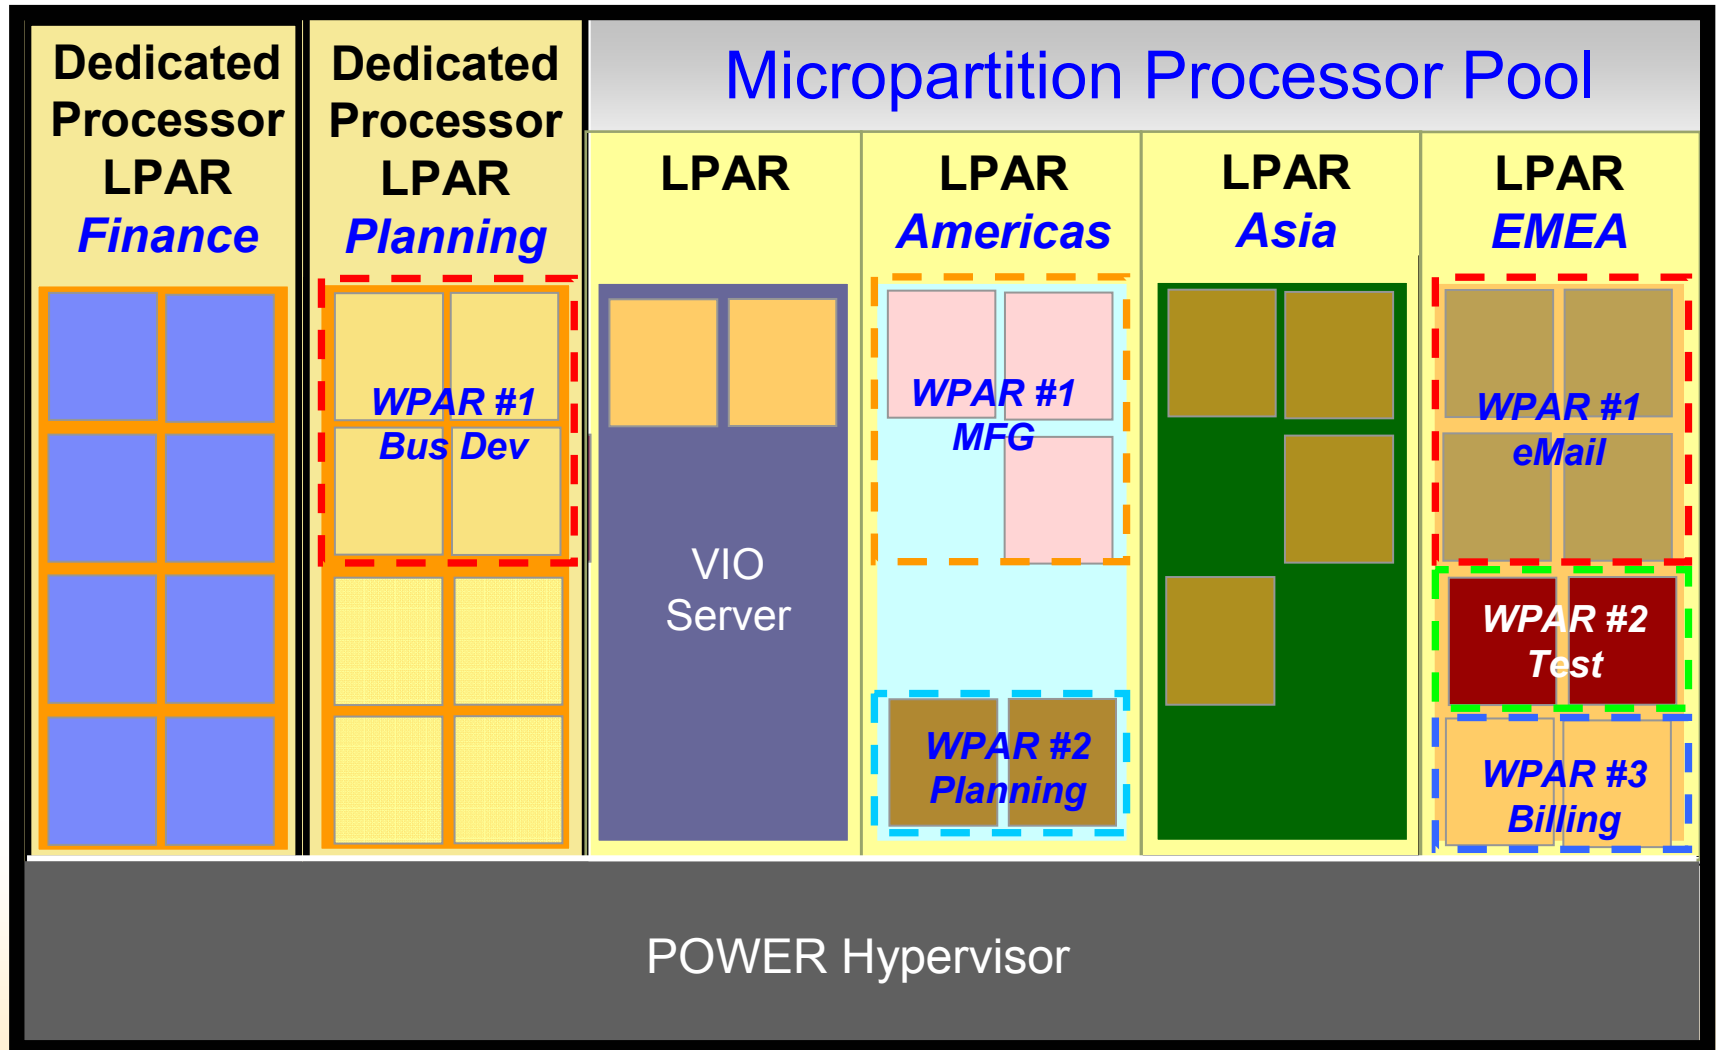 Dedicated
Processor
LPAR
Finance
Dedicated
Processor
LPAR
Planning
WPAR #1
Bus Dev
Micropartition Processor Pool
LPAR
VIO
Server
LPAR
Americas
WPAR #1
MFG
WPAR #2
Planning
LPAR
Asia
LPAR
EMEA
WPAR #1
eMail
WPAR #2
Test
WPAR #3
Billing
POWER Hypervisor